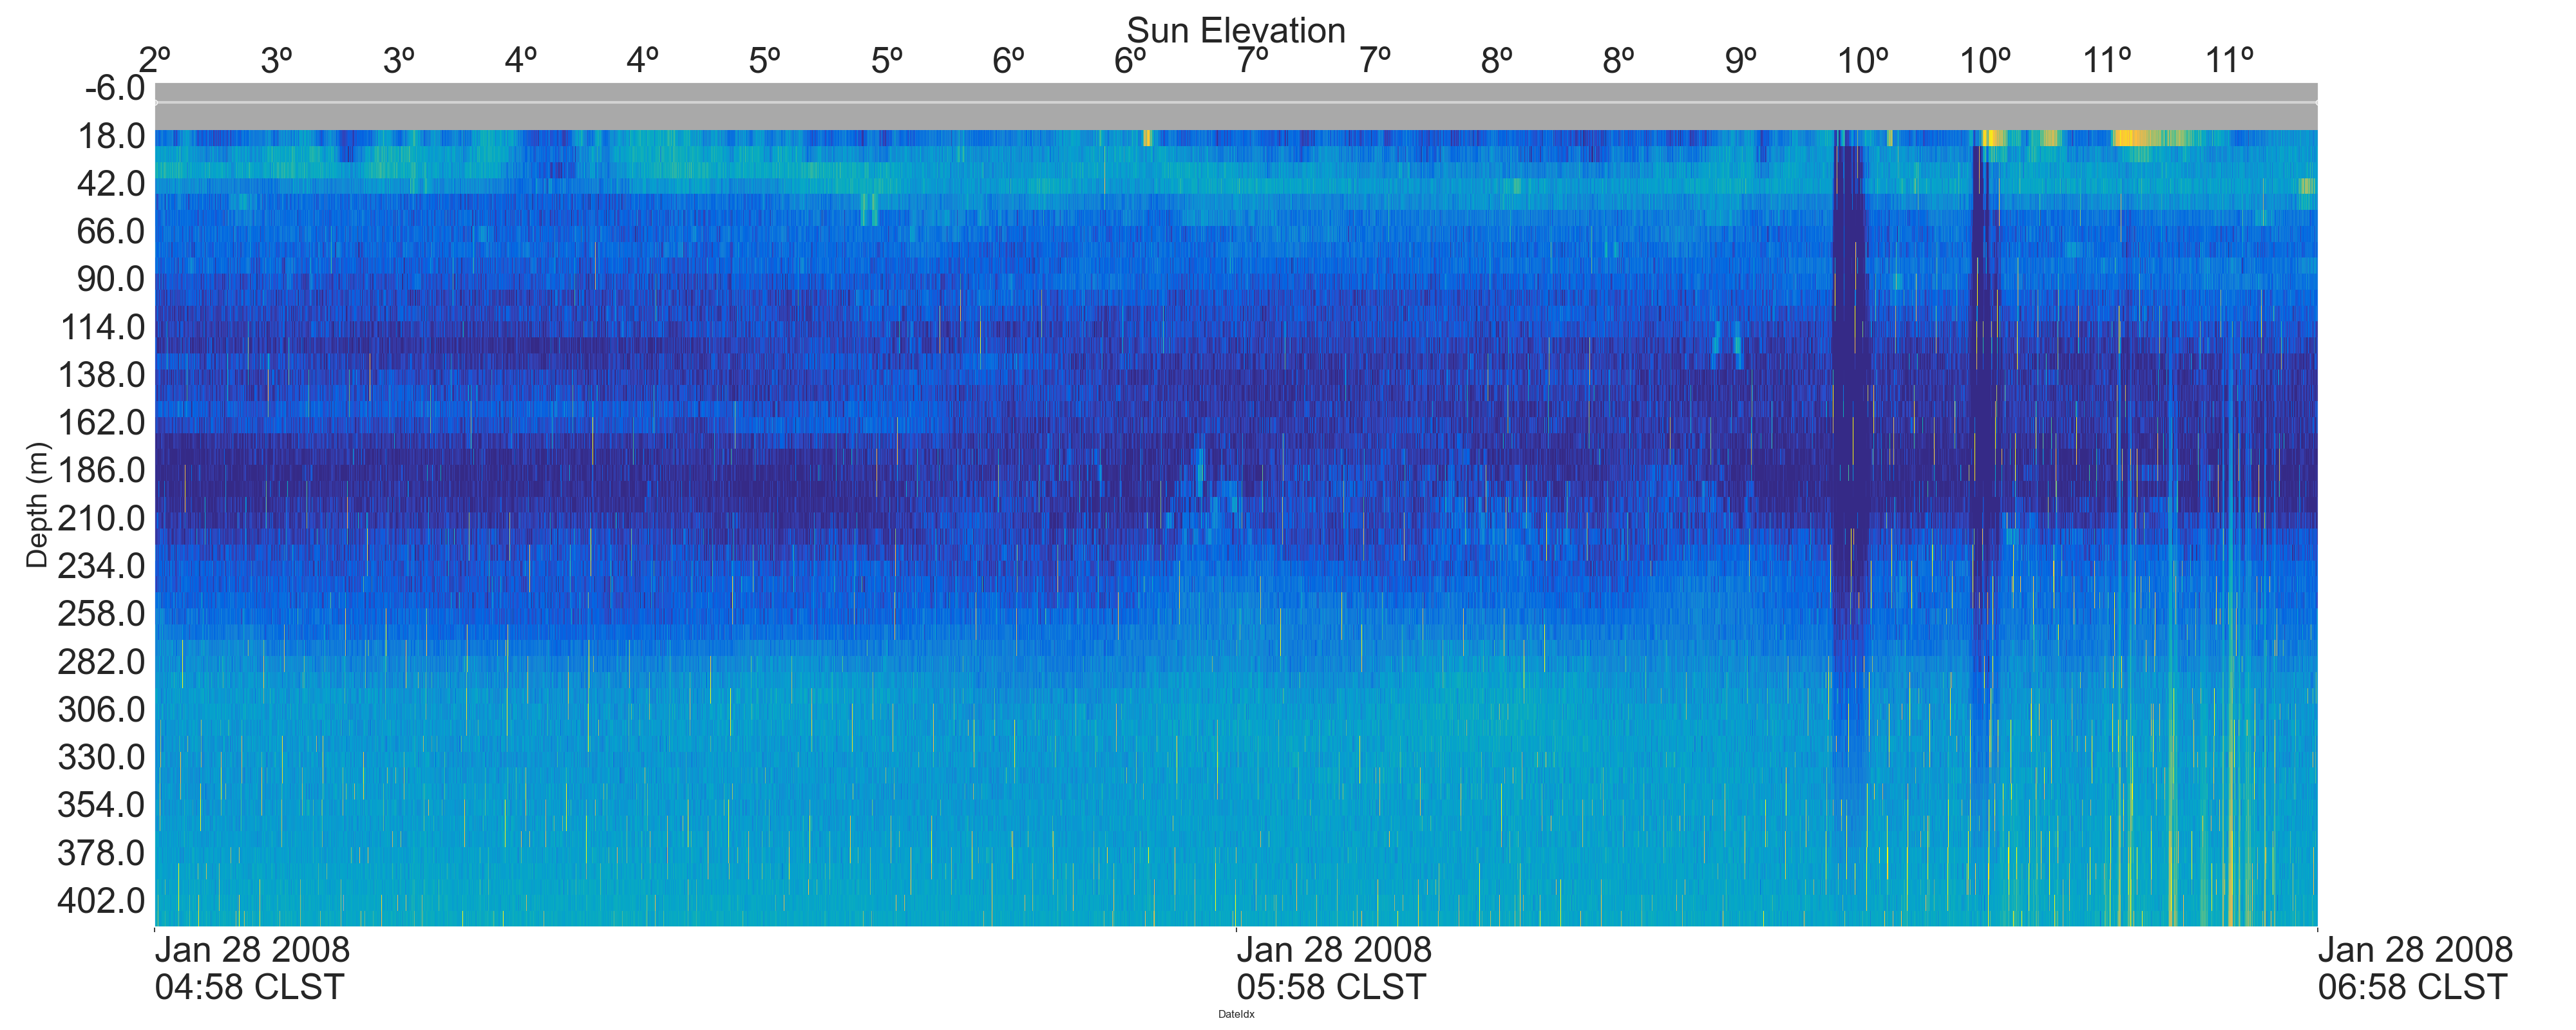 Sun Elevation
2º 3º 3º 4º 4º 5º 5º 6º 6º 7º 7º 8º 8º 9º 10º 10º 11º 11º
-6.0
18.0
42.0
66.0
90.0
114.0
138.0
162.0
186.0
210.0
234.0
258.0
282.0
306.0
330.0
354.0
378.0
402.0
Depth (m)
Jan 28 2008
04:58 CLST
Jan 28 2008
05:58 CLST
Jan 28 2008
06:58 CLST
DateIdx